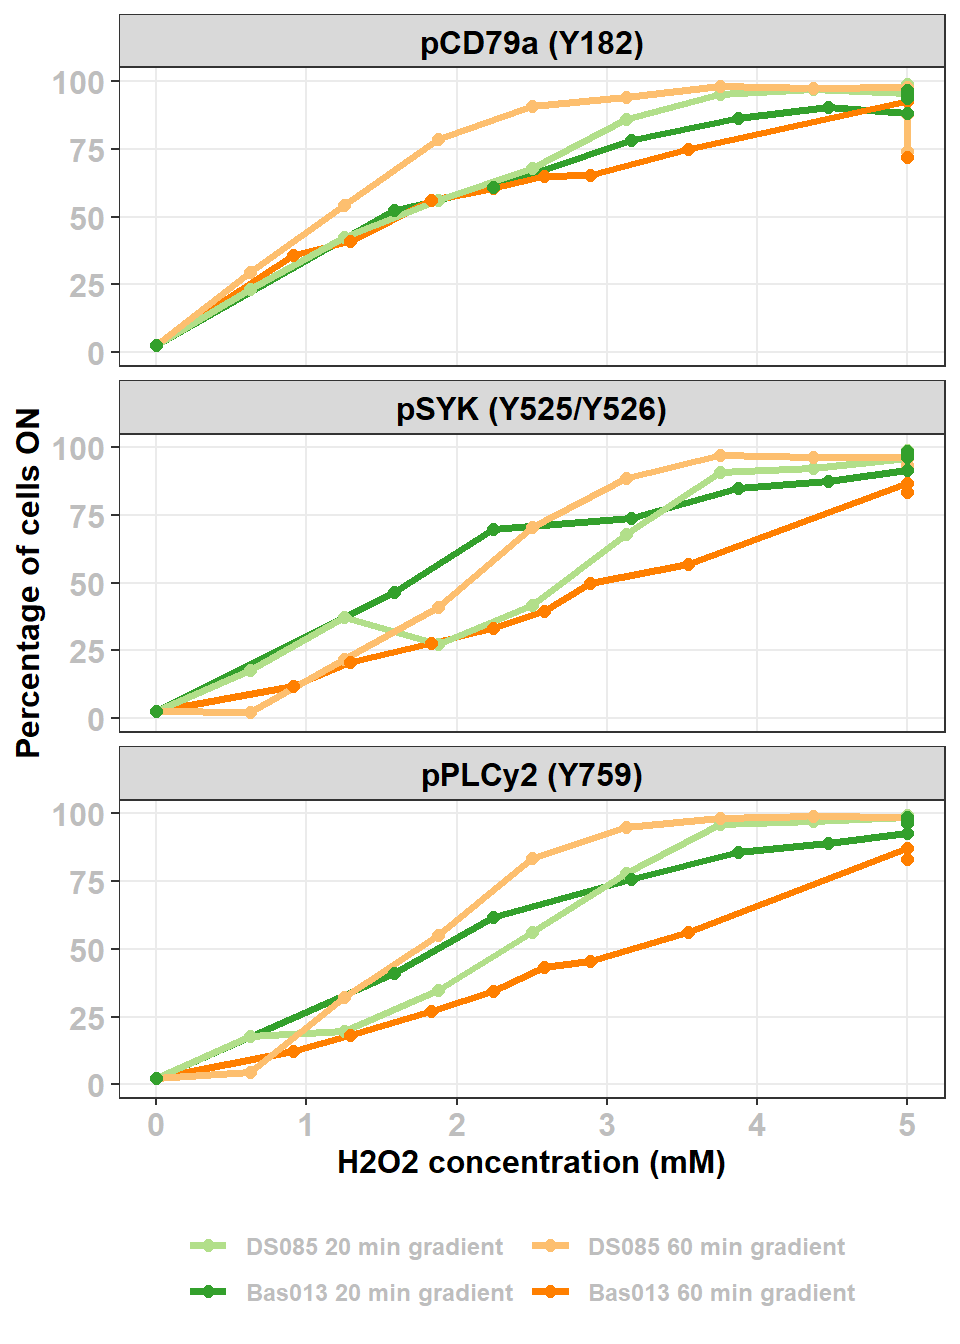 pCD79a (Y182)
100
75
50
25
0
pSYK (Y525/Y526)
100
75
50
25
0
Percentage of cells ON
pPLCy2 (Y759)
100
75
50
25
0
0 1 2 3 4 5
H2O2 concentration (mM)
DS085 20 min gradient DS085 60 min gradient
Bas013 20 min gradient Bas013 60 min gradient